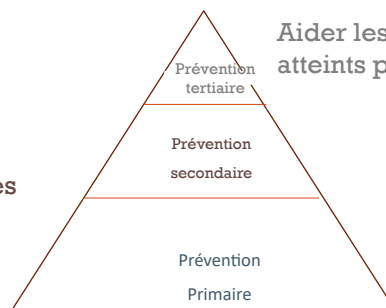 Aider les
atteints p
Prévention
tertiaire
Prévention
secondaire
es
Prévention
Primaire